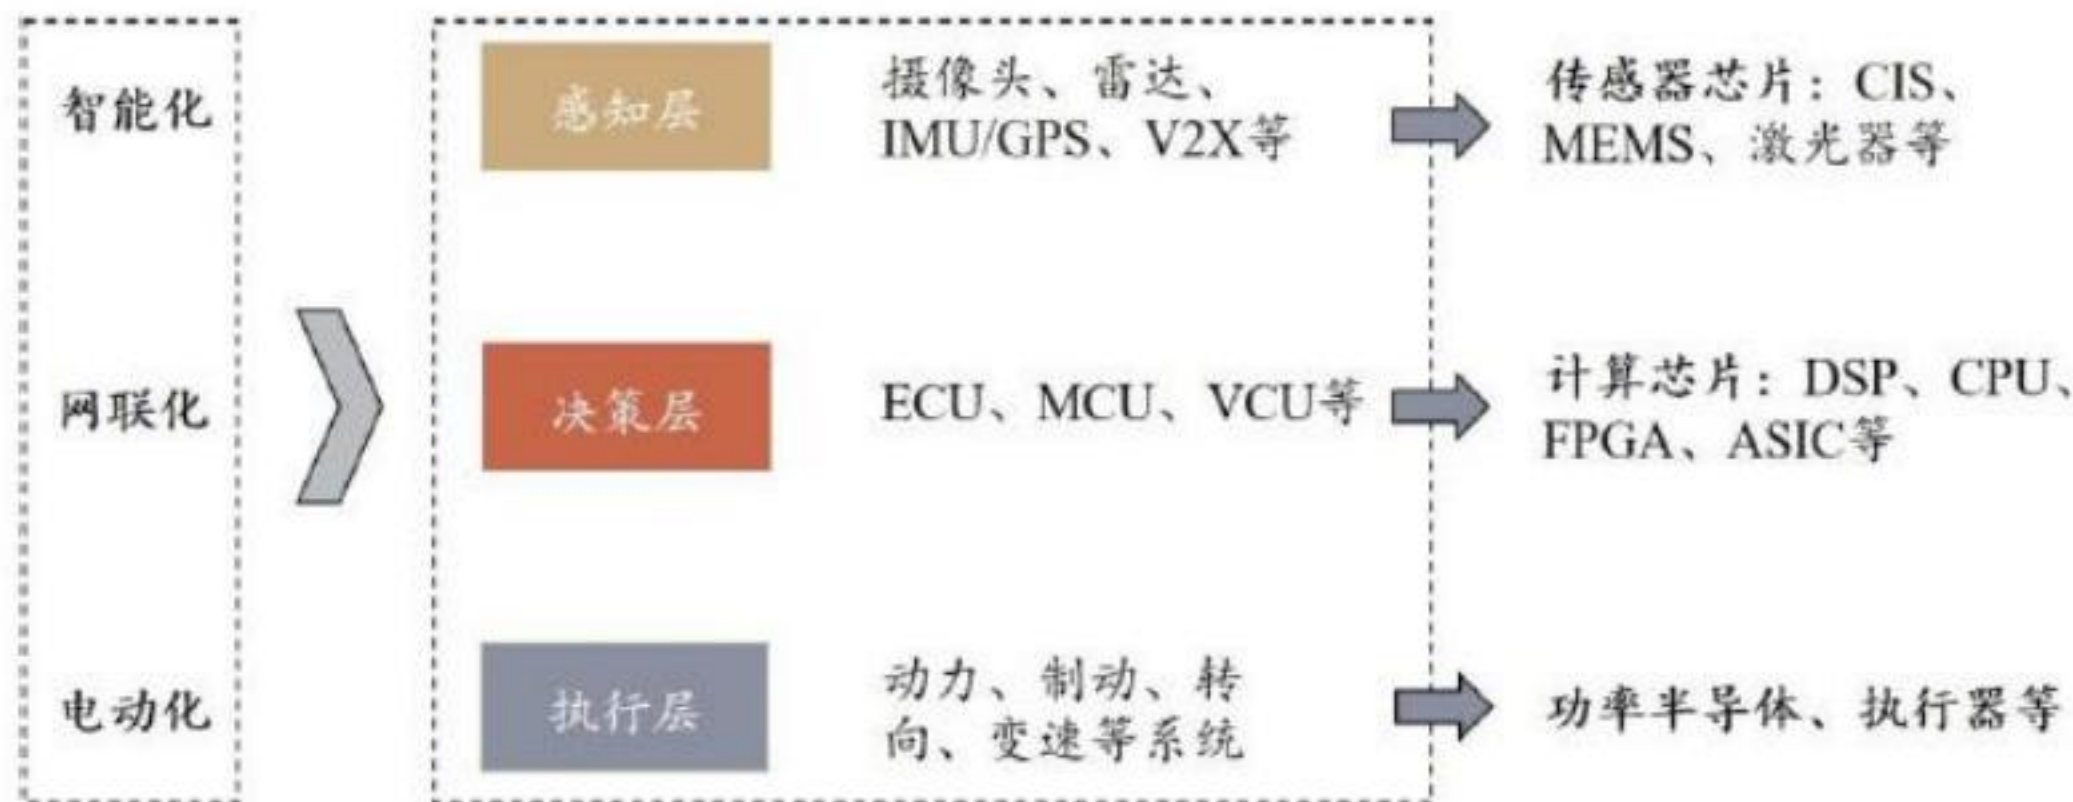 智能化
感知层
摄像头、雷达、
IMU/GPS、V2X等
传感器芯片：CIS、
MEMS、激光器等
网联化
决策层
ECU、MCU、VCU等
计算芯片：DSP、CPU、
FPGA、ASIC等
电动化
执行层
动力、制动、转
向、变速等系统
功率半导体、执行器等